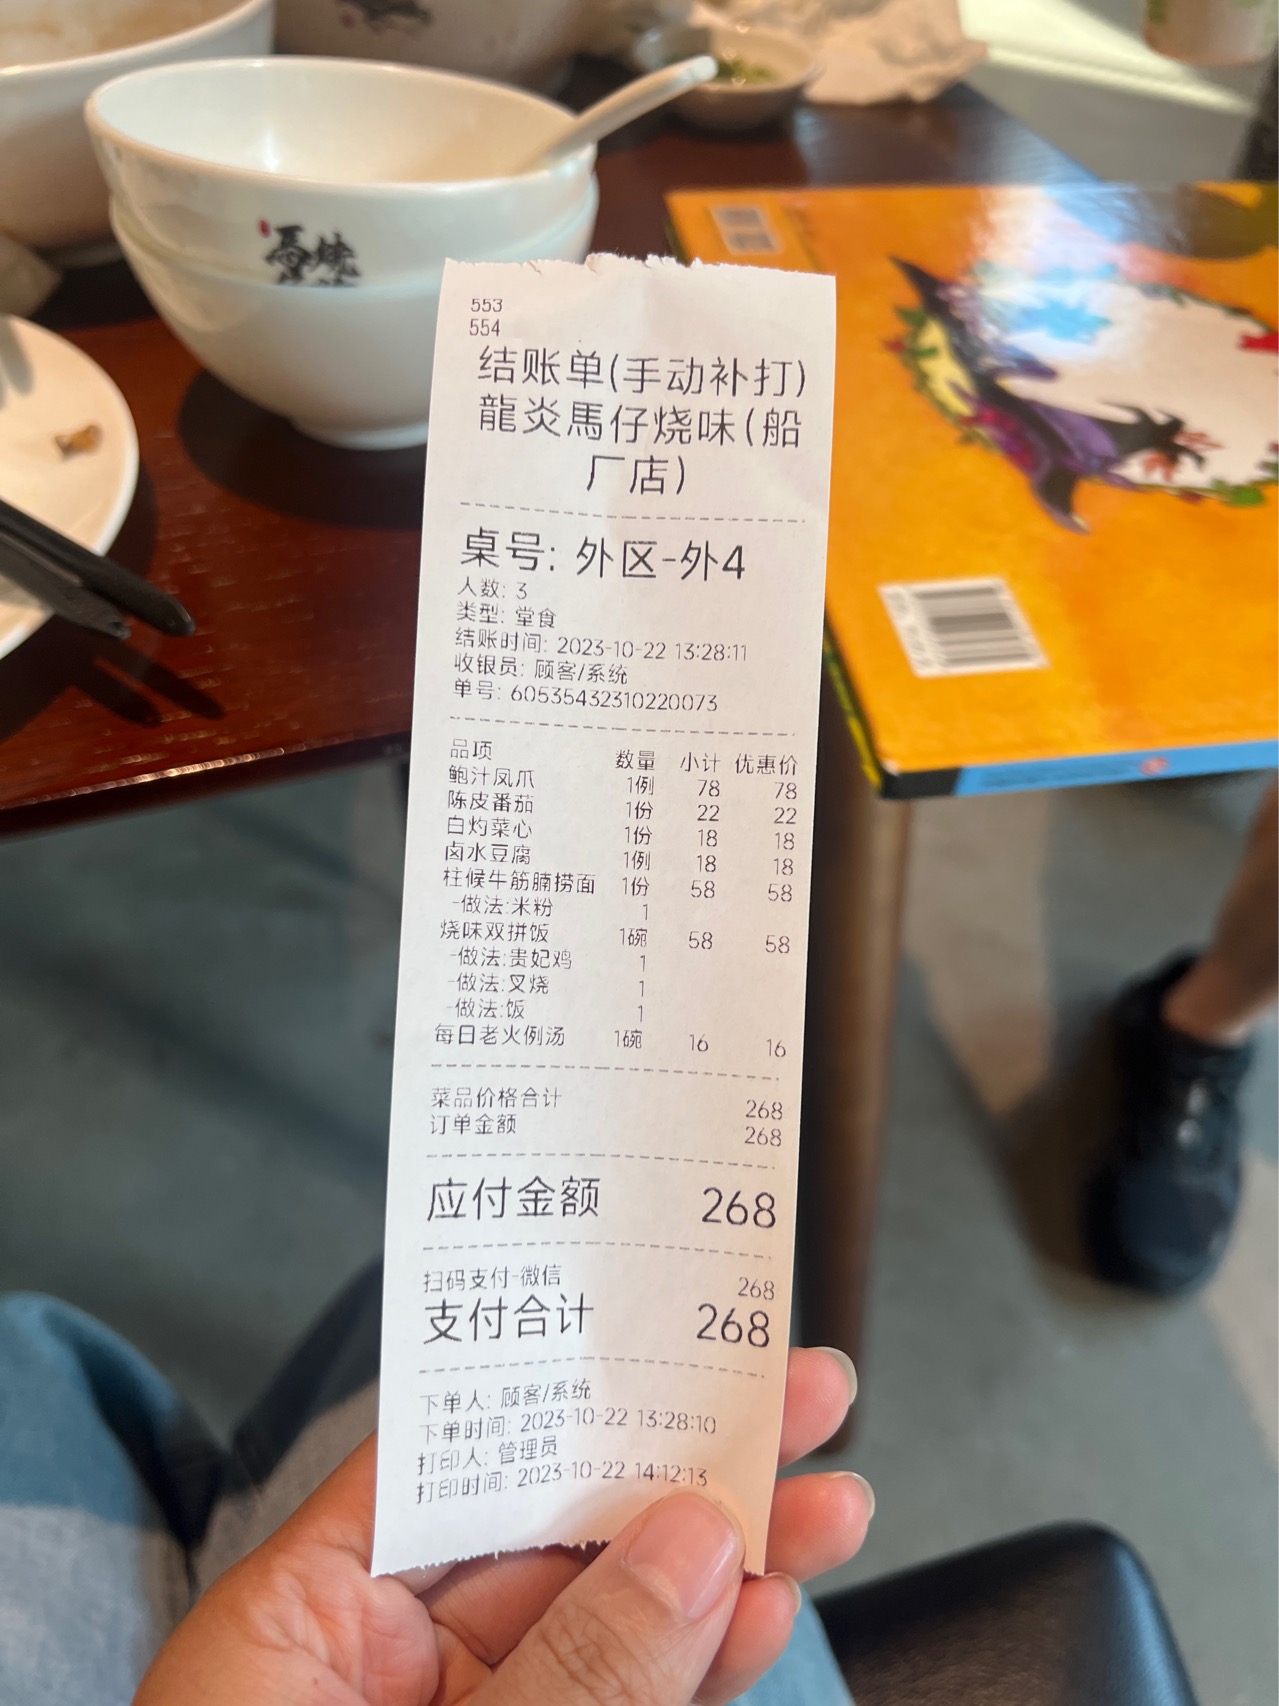 553
554
结账单(手动补打)
龍炎馬仔烧味(船
厂店)
桌号: 外区-外4
人数: 3
类型: 堂食
结账时间: 2023-10-22 13:28:11
收银员: 顾客/系统
单号: 60535432310220073
品项 数量 小计 优惠价
鲍汁凤爪 1例 78 78
陈皮番茄 1份 22 22
白灼菜心 1份 18 18
卤水豆腐 1例 18 18
柱候牛筋腩捞面 1份 58 58
-做法:米粉 1
烧味双拼饭 1碗 58 58
-做法:贵妃鸡 1
-做法:叉烧 1
-做法:饭 1
每日老火例汤 1碗 16 16
菜品价格合计 268
订单金额 268
应付金额 268
扫码支付-微信 268
支付合计 268
下单人: 顾客/系统
下单时间: 2023-10-22 13:28:10
打印人: 管理员
打印时间: 2023-10-22 14:12:13